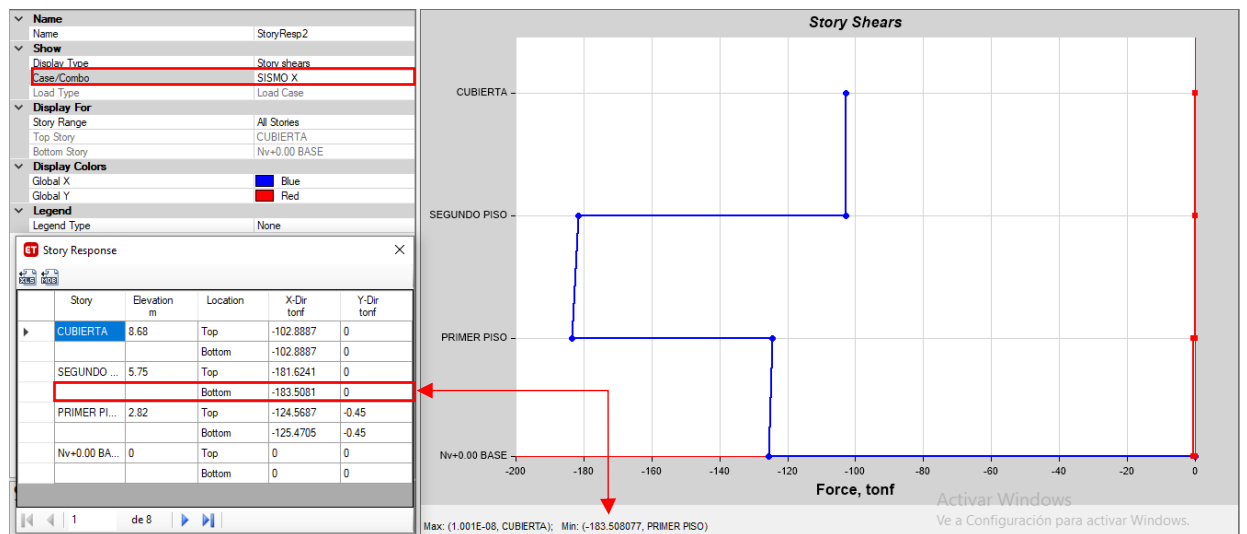 Name
Name StoryResp2
Show
Display Type Story shears
Case/Combo SISMO X
Load Type Load Case
Display For
Story Range All Stories
Top Story CUBIERTA
Bottom Story Nv+0.00 BASE
Display Colors
Global X Blue
Global Y Red
Legend
Legend Type None
ET Story Response
XLS MDB
Story Elevation Location X-Dir Y-Dir
m tonf tonf
CUBIERTA 8.68 Top -102.8887 0
Bottom -102.8887 0
SEGUNDO ... 5.75 Top -181.6241 0
Bottom -183.5081 0
PRIMER PI... 2.82 Top -124.5687 -0.45
Bottom -125.4705 -0.45
Nv+0.00 BA... 0 Top 0 0
Bottom 0 0
1 de 8
Story Shears
CUBIERTA
SEGUNDO PISO
PRIMER PISO
Nv+0.00 BASE
-200 -180 -160 -140 -120 -100 -80 -60 -40 -20 0
Force, tonf
Max: (1.001E-08, CUBIERTA); Min: (-183.508077, PRIMER PISO)
Activar Windows
Ve a Configuración para activar Windows.